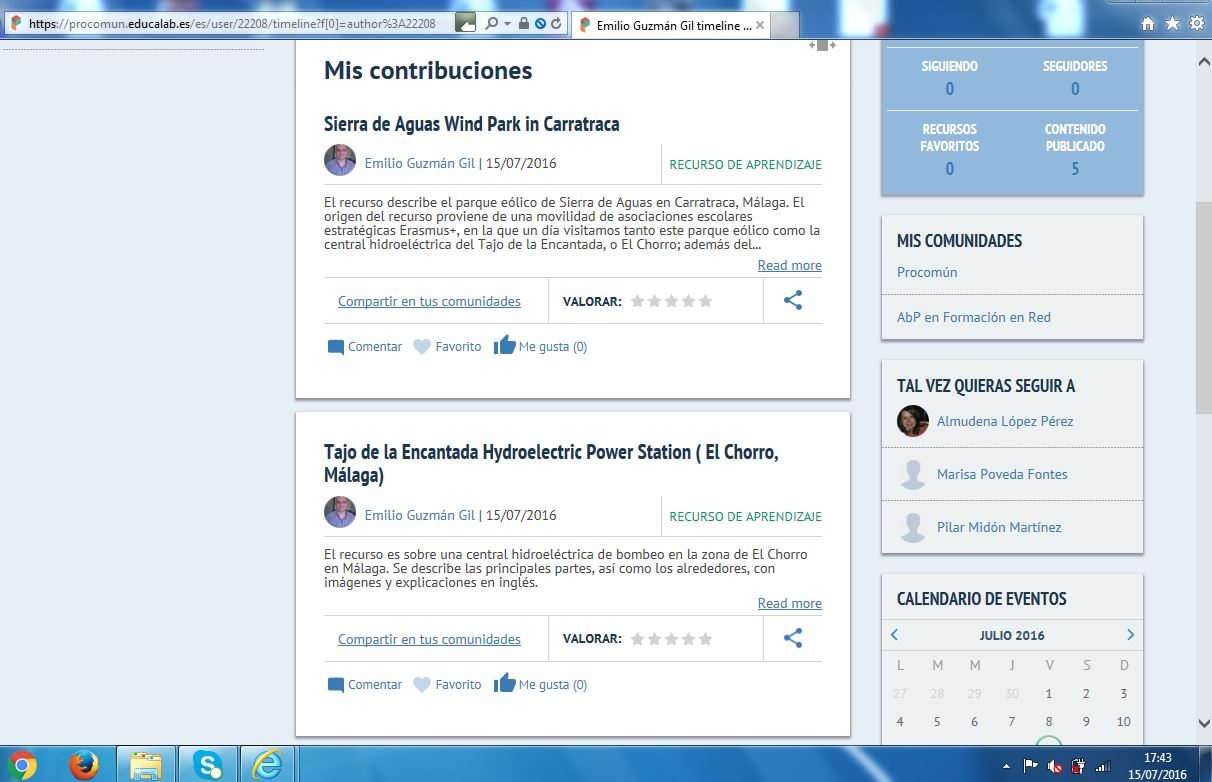 https://procomun.educalab.es/es/user/22208/timeline?f[0]=author%3A22208
Emilio Guzmán Gil timeline ...
Mis contribuciones
Sierra de Aguas Wind Park in Carratraca
Emilio Guzmán Gil | 15/07/2016
RECURSO DE APRENDIZAJE
El recurso describe el parque eólico de Sierra de Aguas en Carratraca, Málaga. El
origen del recurso proviene de una movilidad de asociaciones escolares
estratégicas Erasmus+, en la que un día visitamos tanto este parque eólico como la
central hidroeléctrica del Tajo de la Encantada, o El Chorro; además del...
Read more
Compartir en tus comunidades
VALORAR:
Comentar Favorito Me gusta (0)
Tajo de la Encantada Hydroelectric Power Station ( El Chorro,
Málaga)
Emilio Guzmán Gil | 15/07/2016
RECURSO DE APRENDIZAJE
El recurso es sobre una central hidroeléctrica de bombeo en la zona de El Chorro
en Málaga. Se describe las principales partes, así como los alrededores, con
imágenes y explicaciones en inglés.
Read more
Compartir en tus comunidades
VALORAR:
Comentar Favorito Me gusta (0)
SIGUIENDO SEGUIDORES
0 0
RECURSOS CONTENIDO
FAVORITOS PUBLICADO
0 5
MIS COMUNIDADES
Procomún
AbP en Formación en Red
TAL VEZ QUIERAS SEGUIR A
Almudena López Pérez
Marisa Poveda Fontes
Pilar Midón Martínez
CALENDARIO DE EVENTOS
JULIO 2016
L M M J V S D
27 28 29 30 1 2 3
4 5 6 7 8 9 10
17:43
15/07/2016